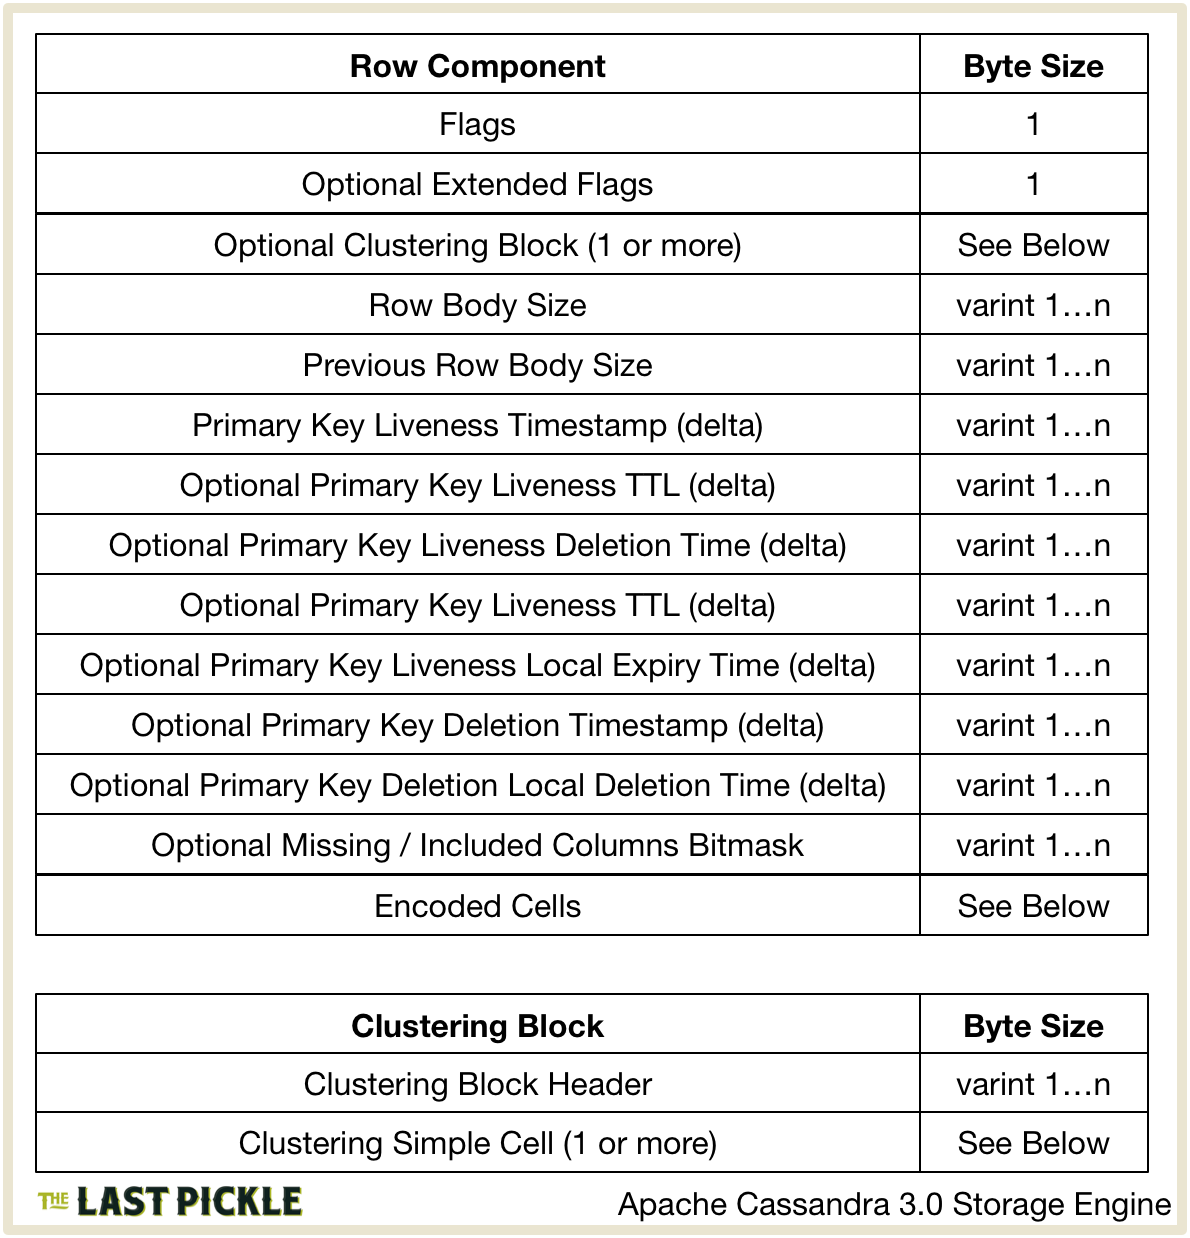 Row Component Byte Size
Flags 1
Optional Extended Flags 1
Optional Clustering Block (1 or more) See Below
Row Body Size varint 1…n
Previous Row Body Size varint 1…n
Primary Key Liveness Timestamp (delta) varint 1…n
Optional Primary Key Liveness TTL (delta) varint 1…n
Optional Primary Key Liveness Deletion Time (delta) varint 1…n
Optional Primary Key Liveness TTL (delta) varint 1…n
Optional Primary Key Liveness Local Expiry Time (delta) varint 1…n
Optional Primary Key Deletion Timestamp (delta) varint 1…n
Optional Primary Key Deletion Local Deletion Time (delta) varint 1…n
Optional Missing / Included Columns Bitmask varint 1…n
Encoded Cells See Below
Clustering Block Byte Size
Clustering Block Header varint 1…n
Clustering Simple Cell (1 or more) See Below
THE LAST PICKLE Apache Cassandra 3.0 Storage Engine